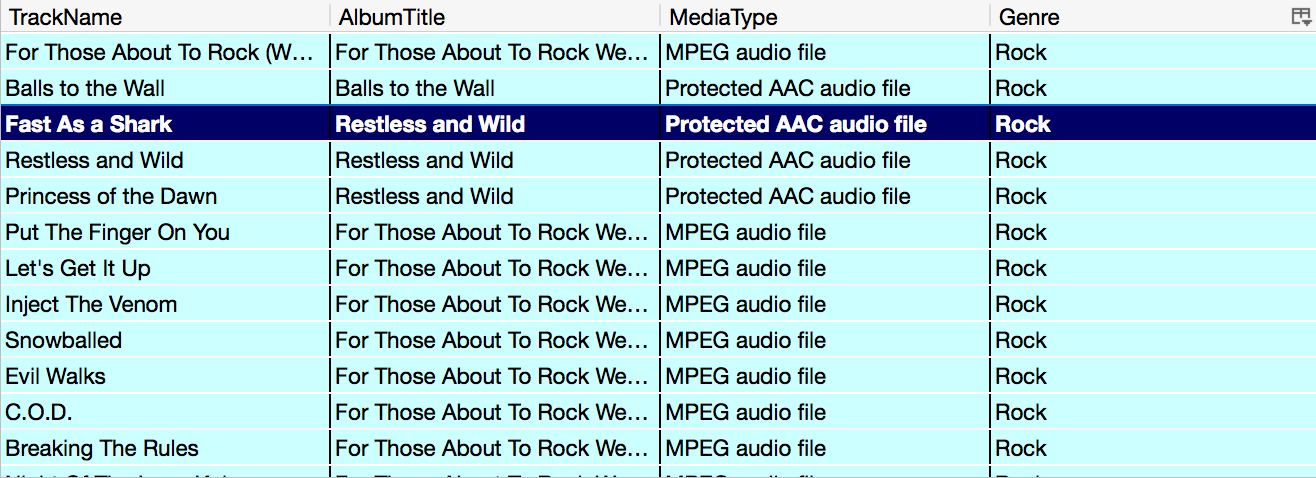 TrackName AlbumTitle MediaType Genre
For Those About To Rock (W... For Those About To Rock We... MPEG audio file Rock
Balls to the Wall Balls to the Wall Protected AAC audio file Rock
Fast As a Shark Restless and Wild Protected AAC audio file Rock
Restless and Wild Restless and Wild Protected AAC audio file Rock
Princess of the Dawn Restless and Wild Protected AAC audio file Rock
Put The Finger On You For Those About To Rock We... MPEG audio file Rock
Let's Get It Up For Those About To Rock We... MPEG audio file Rock
Inject The Venom For Those About To Rock We... MPEG audio file Rock
Snowballed For Those About To Rock We... MPEG audio file Rock
Evil Walks For Those About To Rock We... MPEG audio file Rock
C.O.D. For Those About To Rock We... MPEG audio file Rock
Breaking The Rules For Those About To Rock We... MPEG audio file Rock